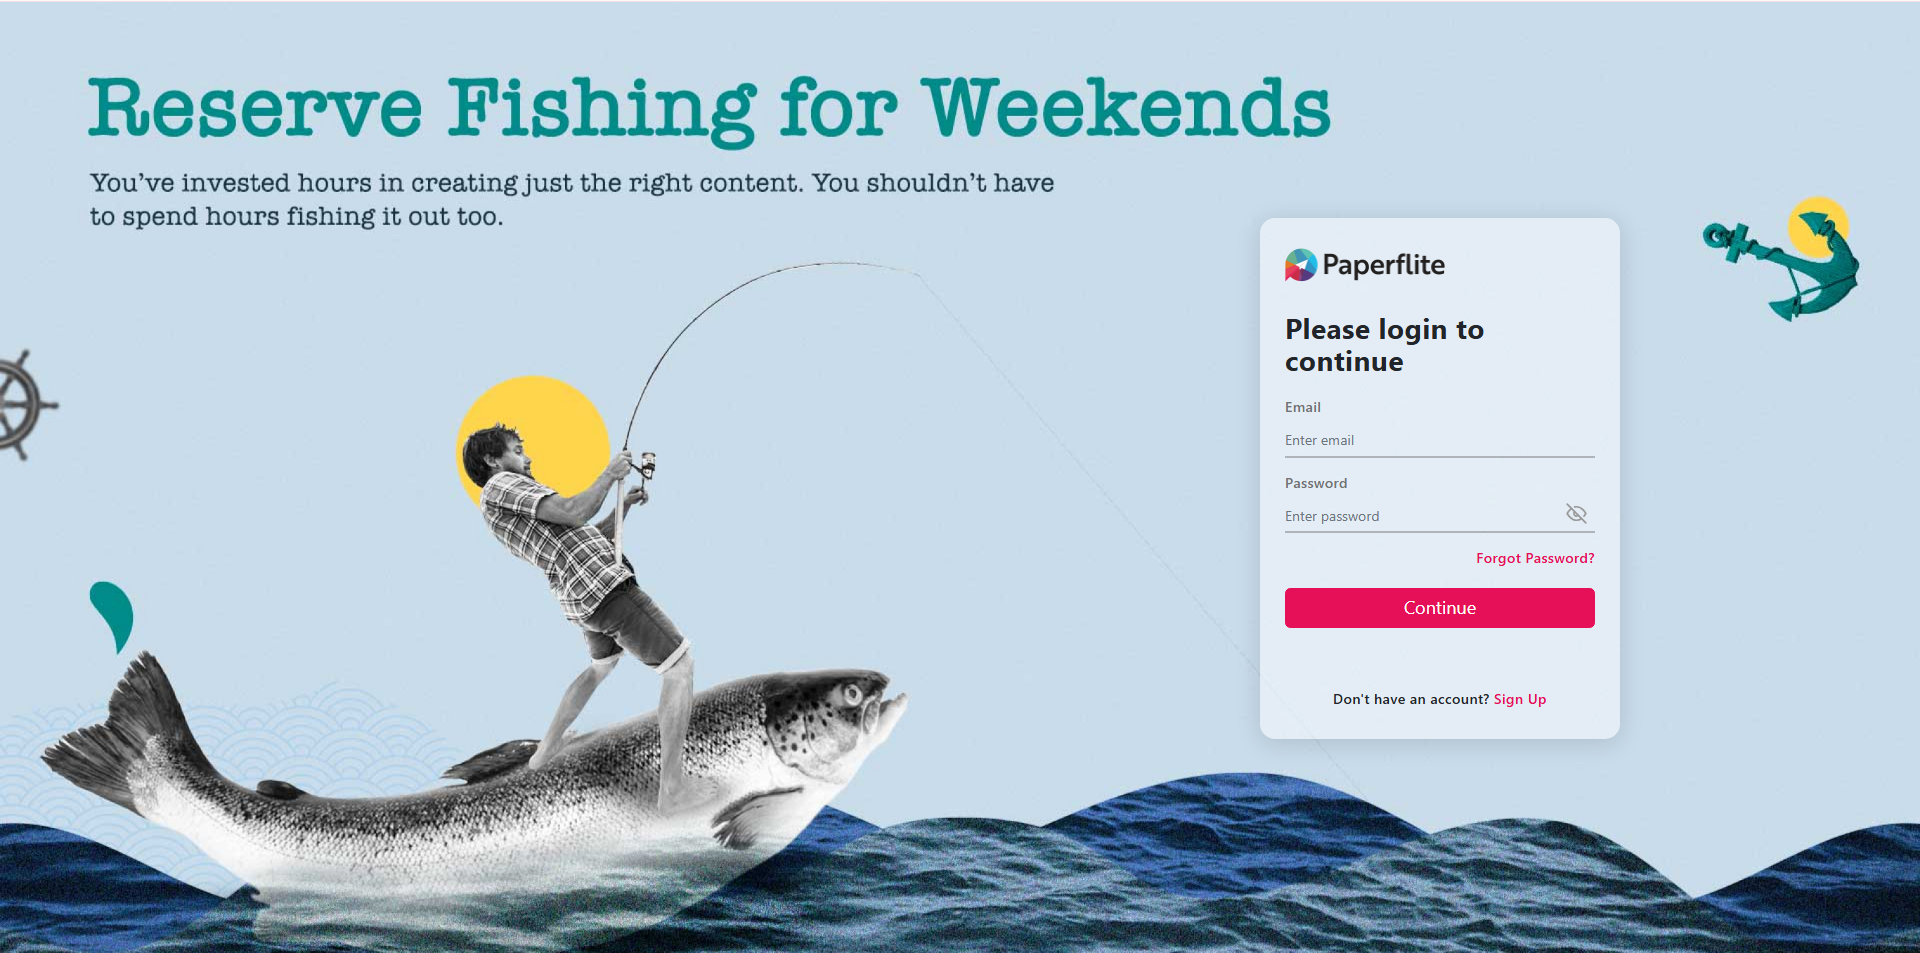 Reserve Fishing for Weekends
You’ve invested hours in creating just the right content. You shouldn’t have
to spend hours fishing it out too.
Paperflite
Please login to
continue
Email
Enter email
Password
Enter password
Forgot Password?
Continue
Don't have an account? Sign Up